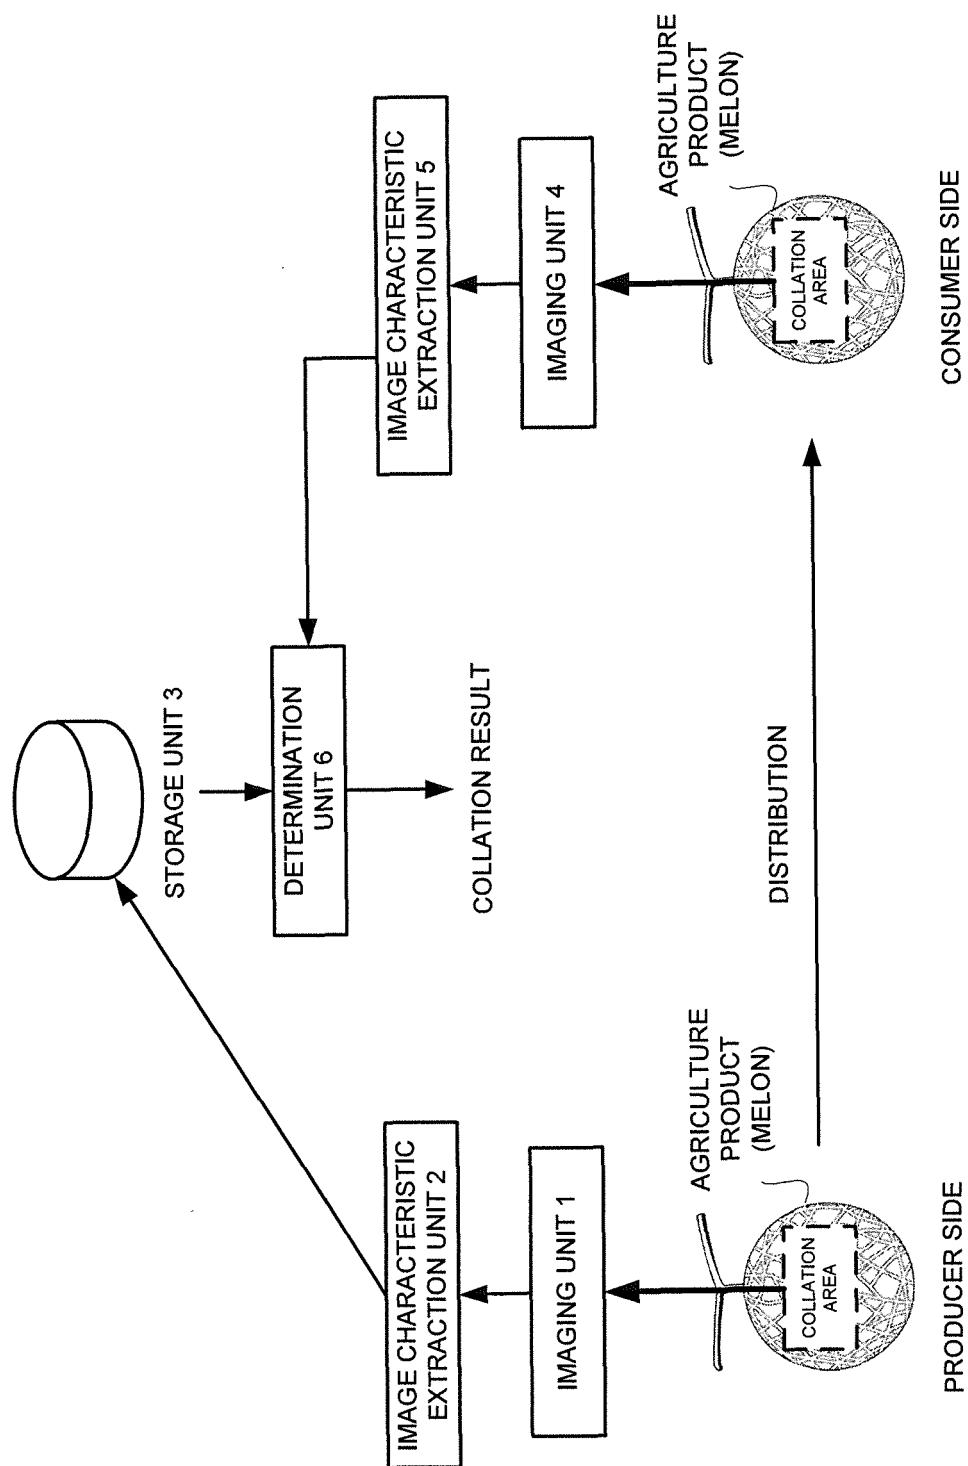 STORAGE UNIT 3
IMAGE CHARACTERISTIC
EXTRACTION UNIT 2
DETERMINATION
UNIT 6
IMAGE CHARACTERISTIC
EXTRACTION UNIT 5
IMAGING UNIT 1
COLLATION RESULT
IMAGING UNIT 4
AGRICULTURE
PRODUCT
(MELON)
AGRICULTURE
PRODUCT
(MELON)
COLLATION
AREA
DISTRIBUTION
COLLATION
AREA
PRODUCER SIDE
CONSUMER SIDE